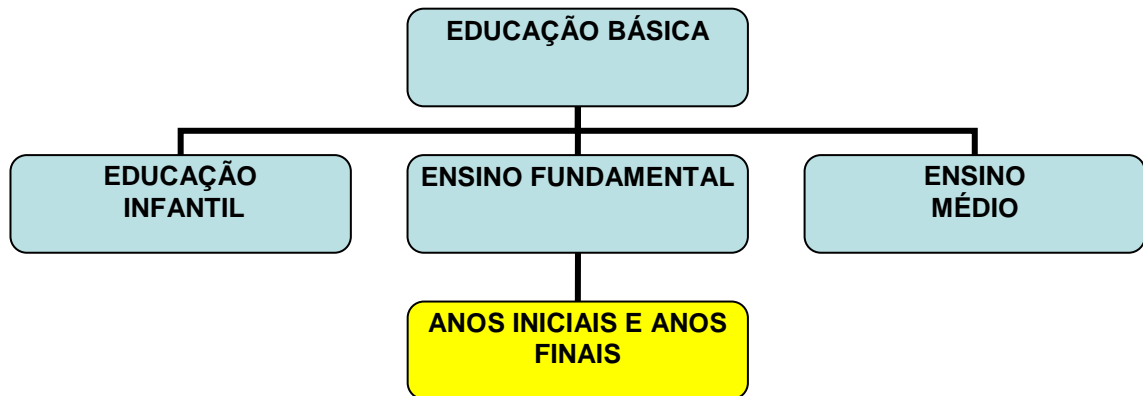 EDUCAÇÃO BÁSICA
EDUCAÇÃO
INFANTIL
ENSINO FUNDAMENTAL
ENSINO
MÉDIO
ANOS INICIAIS E ANOS
FINAIS